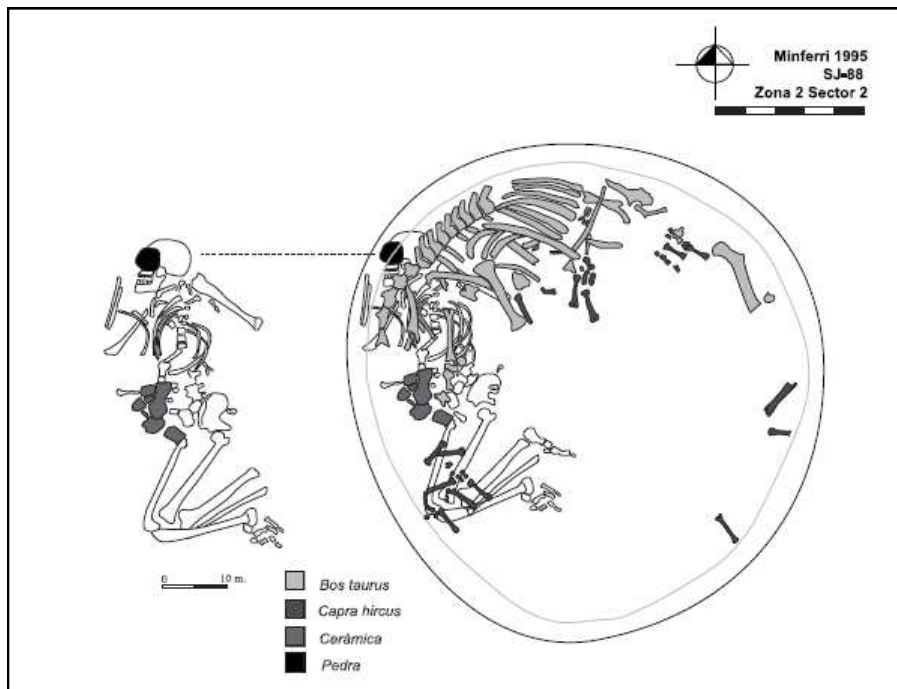 Minferri 1995
SJ-88
Zona 2 Sector 2
0 10 m.
Bos taurus
Capra hircus
Ceràmica
Pedra